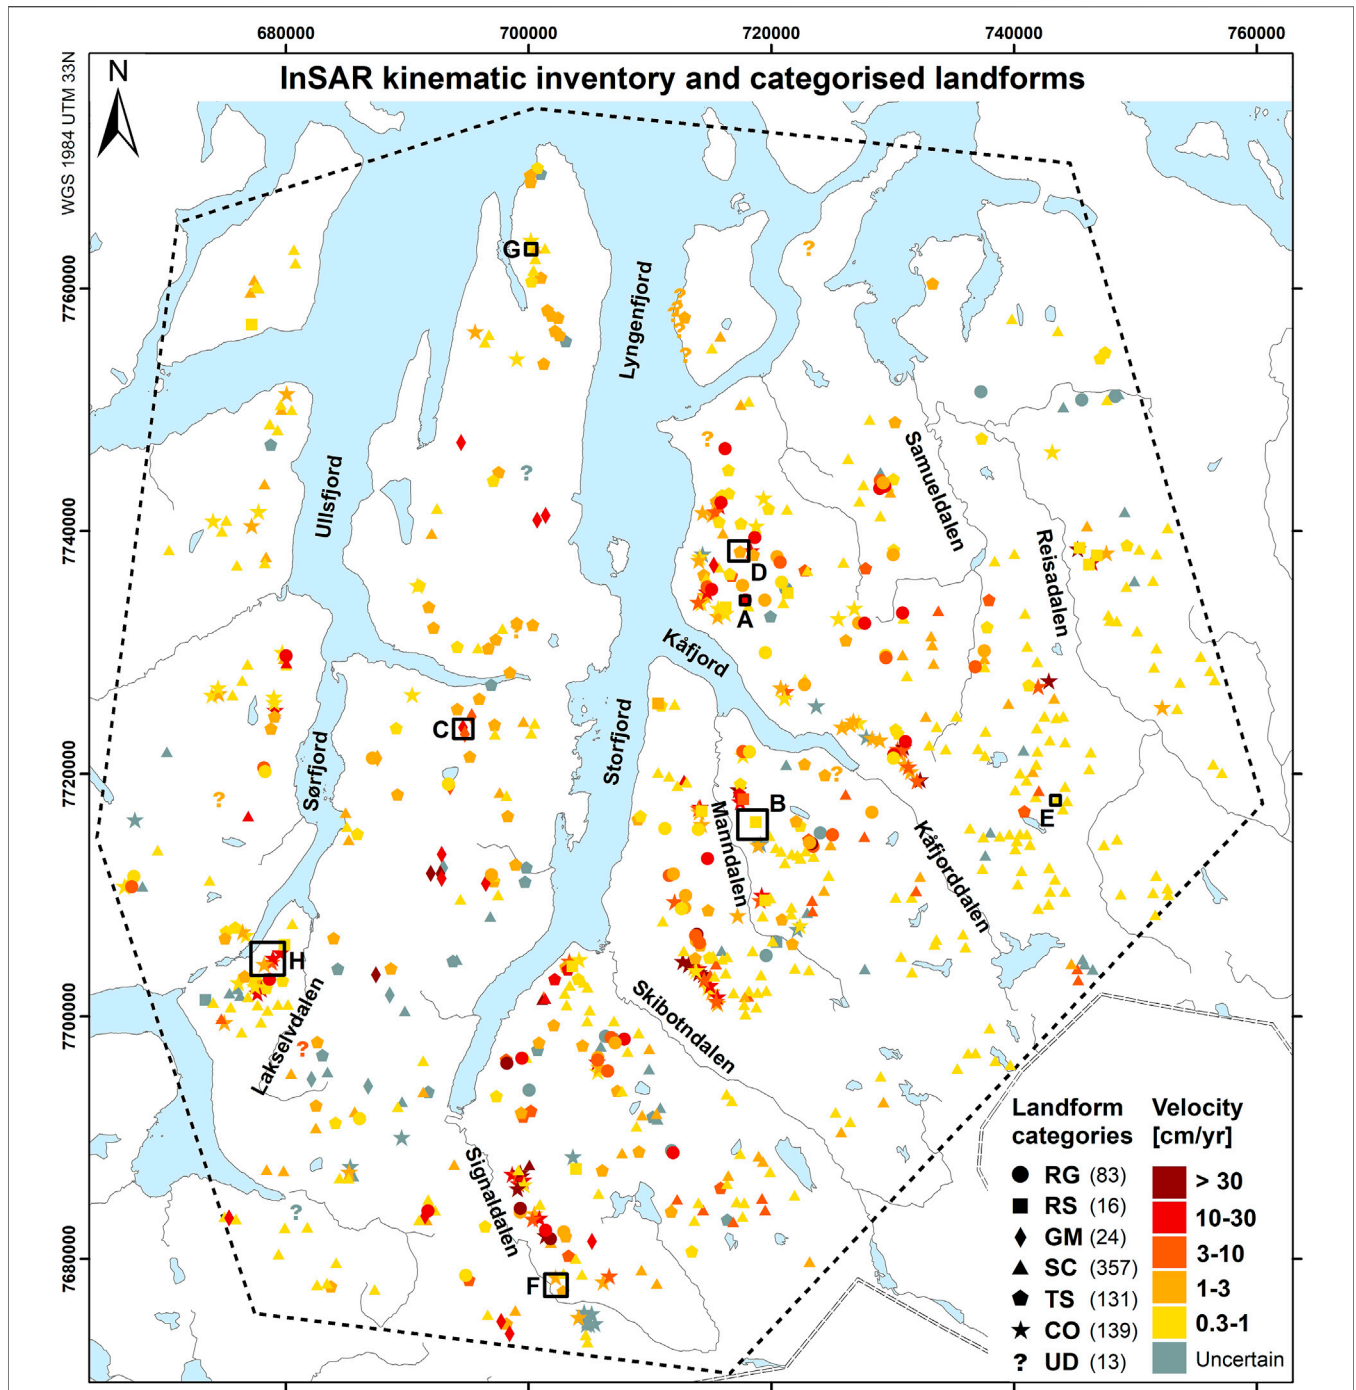 680000 700000 720000 740000 760000
WGS 1984 UTM 33N
N
InSAR kinematic inventory and categorised landforms
G
7760000
Lyngenfjord
Ullsfjord
Samueldalen
7740000
Reisadalen
D
A
Kåfjord
C
Storfjord
Sørfjord
7720000
B
E
Manndalen
Kåfjorddalen
H
Lakselvdalen
7700000
Skibotndalen
Signaldalen
7680000
F
Landform
categories
RG (83)
RS (16)
GM (24)
SC (357)
TS (131)
CO (139)
? UD (13)
Velocity
[cm/yr]
> 30
10-30
3-10
1-3
0.3-1
Uncertain